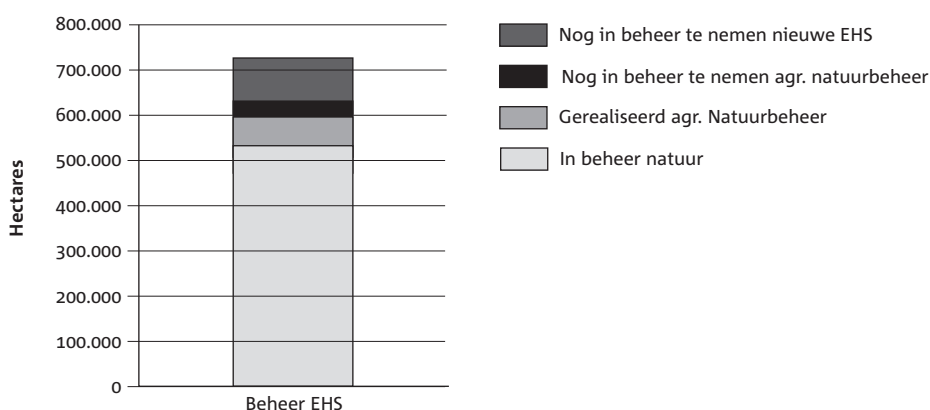 800.000
700.000
600.000
500.000
400.000
300.000
200.000
100.000
0
Hectares
Beheer EHS
Nog in beheer te nemen nieuwe EHS
Nog in beheer te nemen agr. natuurbeheer
Gerealiseerd agr. Natuurbeheer
In beheer natuur